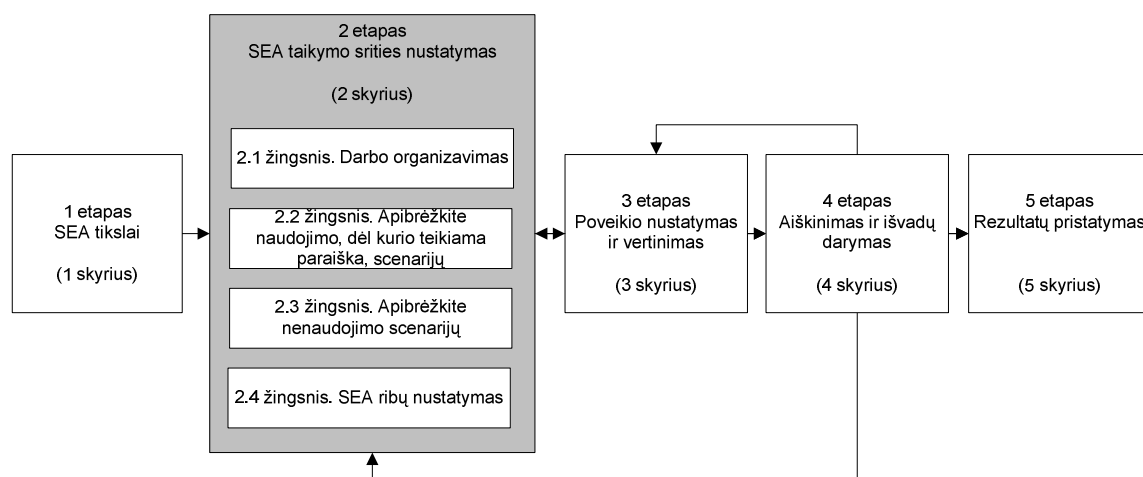 1 etapas
SEA tikslai
(1 skyrius)
2 etapas
SEA taikymo srities nustatymas
(2 skyrius)
2.1 žingsnis. Darbo organizavimas
2.2 žingsnis. Apibrėžkite
naudojimo, dėl kurio teikiama
paraiška, scenarijų
2.3 žingsnis. Apibrėžkite
nenaudojimo scenarijų
2.4 žingsnis. SEA ribų nustatymas
3 etapas
Poveikio nustatymas
ir vertinimas
(3 skyrius)
4 etapas
Aiškinimas ir išvadų
darymas
(4 skyrius)
5 etapas
Rezultatų pristatymas
(5 skyrius)